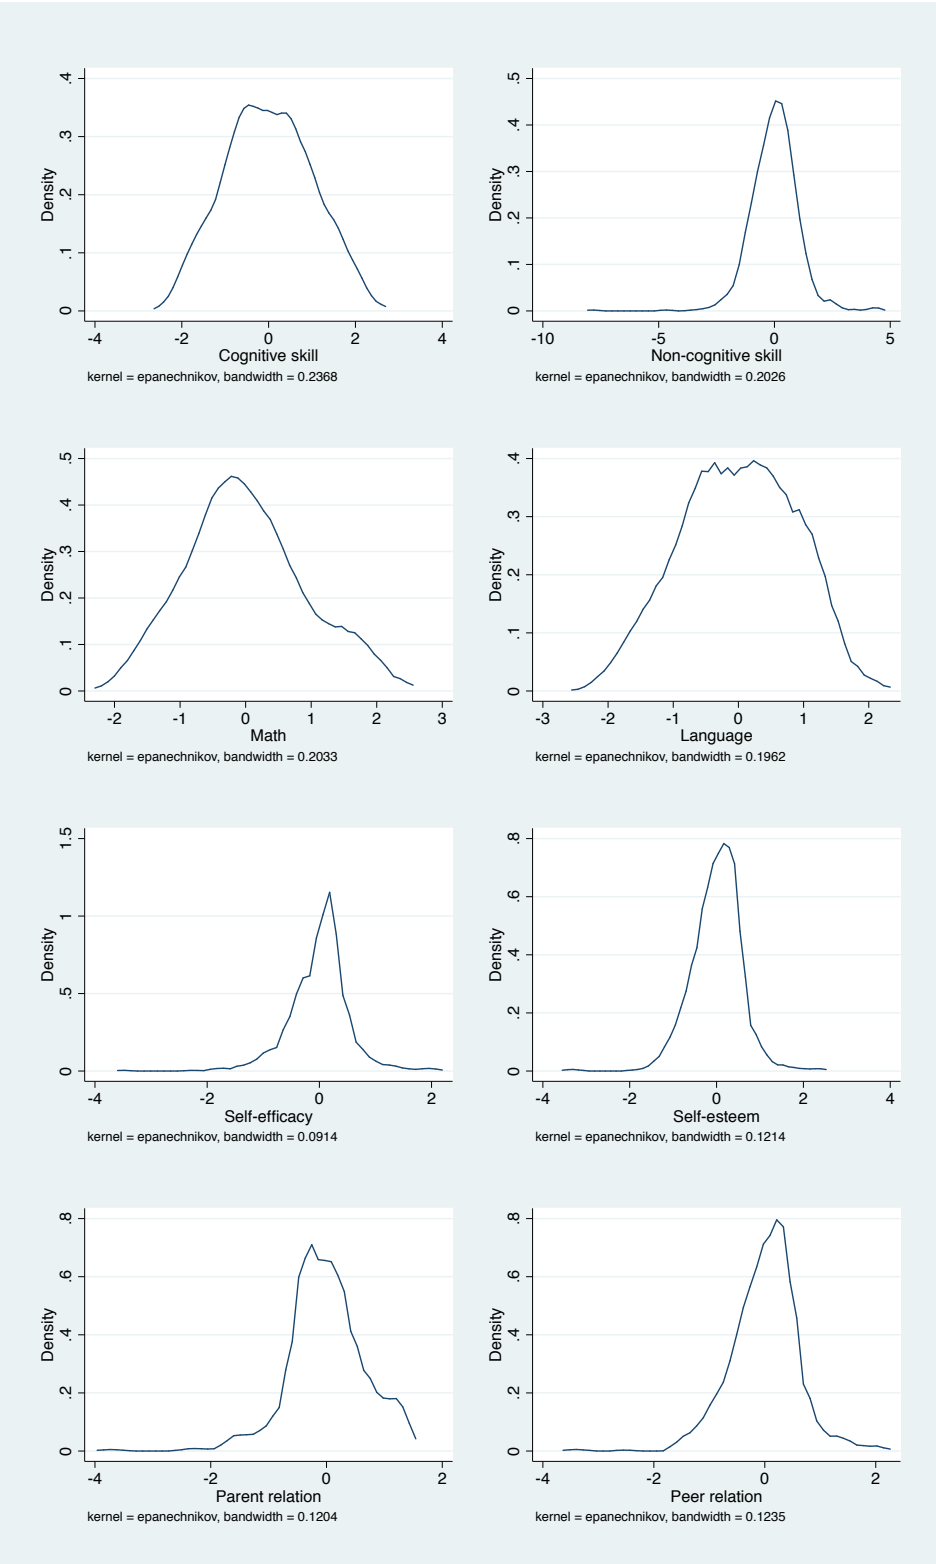 Density
.4
.3
.2
.1
0
-4 -2 0 2 4
Cognitive skill
kernel = epanechnikov, bandwidth = 0.2368
Density
.5
.4
.3
.2
.1
0
-10 -5 0 5
Non-cognitive skill
kernel = epanechnikov, bandwidth = 0.2026
Density
.5
.4
.3
.2
.1
0
-2 -1 0 1 2 3
Math
kernel = epanechnikov, bandwidth = 0.2033
Density
.4
.3
.2
.1
0
-3 -2 -1 0 1 2
Language
kernel = epanechnikov, bandwidth = 0.1962
Density
1.5
1
.5
0
-4 -2 0 2
Self-efficacy
kernel = epanechnikov, bandwidth = 0.0914
Density
.8
.6
.4
.2
0
-4 -2 0 2 4
Self-esteem
kernel = epanechnikov, bandwidth = 0.1214
Density
.8
.6
.4
.2
0
-4 -2 0 2
Parent relation
kernel = epanechnikov, bandwidth = 0.1204
Density
.8
.6
.4
.2
0
-4 -2 0 2
Peer relation
kernel = epanechnikov, bandwidth = 0.1235